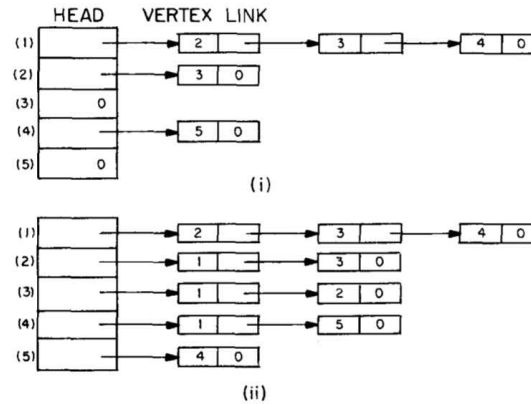 HEAD VERTEX LINK
(1) 2 3 4 0
(2) 3 0
(3) 0
(4) 5 0
(5) 0
(i)
(1) 2 3 4 0
(2) 1 3 0
(3) 1 2 0
(4) 1 5 0
(5) 4 0
(ii)